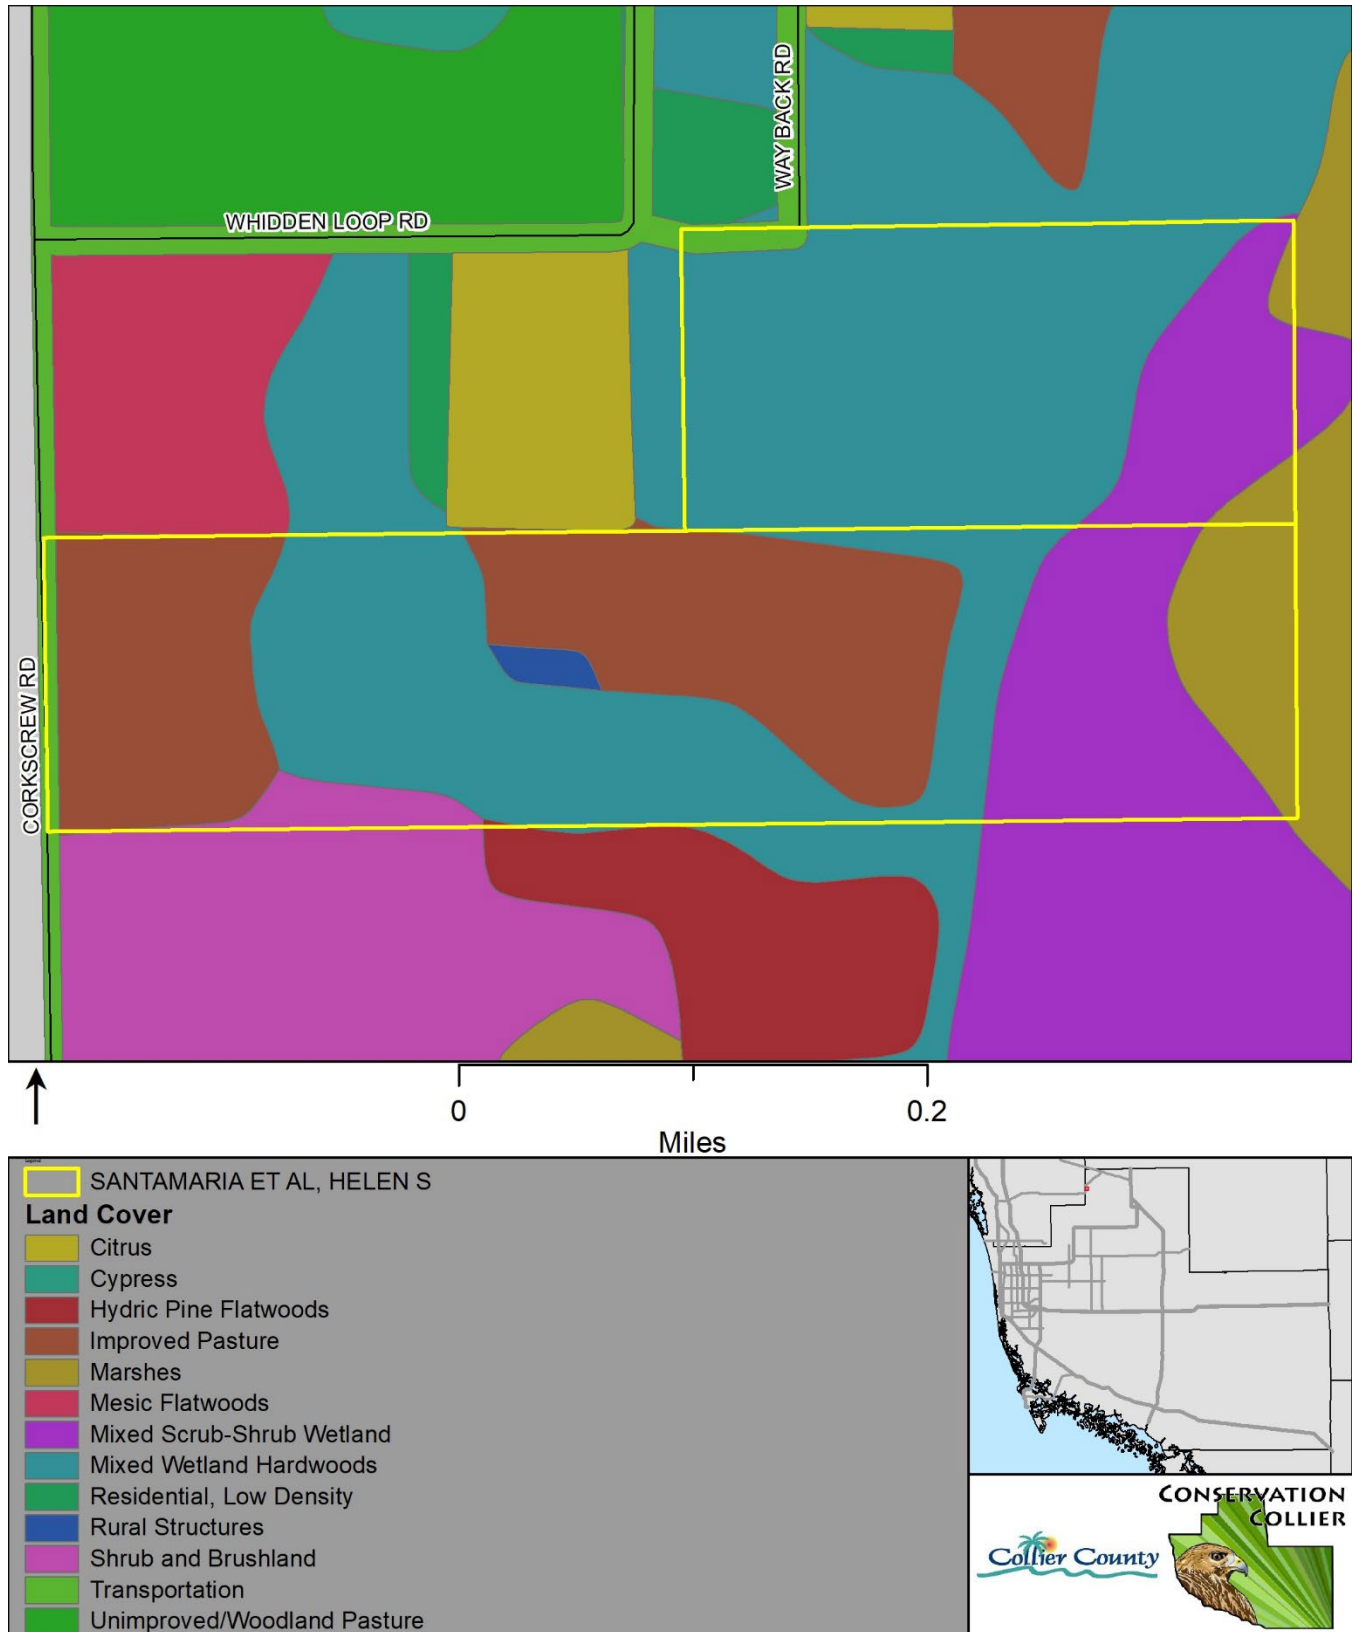 WAY BACK RD
WHIDDEN LOOP RD
CORKSCREW RD
0
0.2
Miles
SANTAMARIA ET AL, HELEN S
Land Cover
Citrus
Cypress
Hydric Pine Flatwoods
Improved Pasture
Marshes
Mesic Flatwoods
Mixed Scrub-Shrub Wetland
Mixed Wetland Hardwoods
Residential, Low Density
Rural Structures
Shrub and Brushland
Transportation
Unimproved/Woodland Pasture
CONSERVATION
COLLIER
Collier County